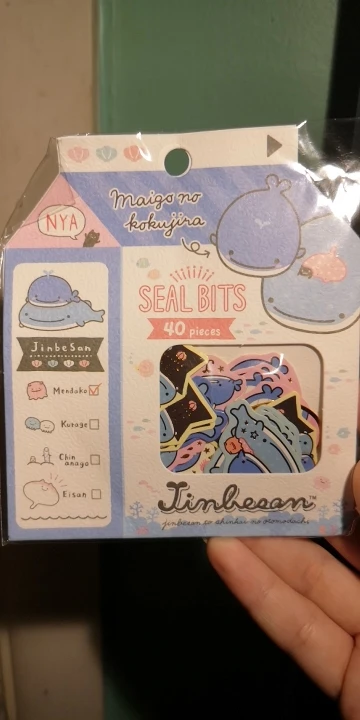 Maigo no
kokujira
NYA
SEAL BITS
40 pieces
JinbeSan
Mendako
Kurage
Chin
anago
Eisan
Jinbesan™
jinbesan to shinkai no otomodachi